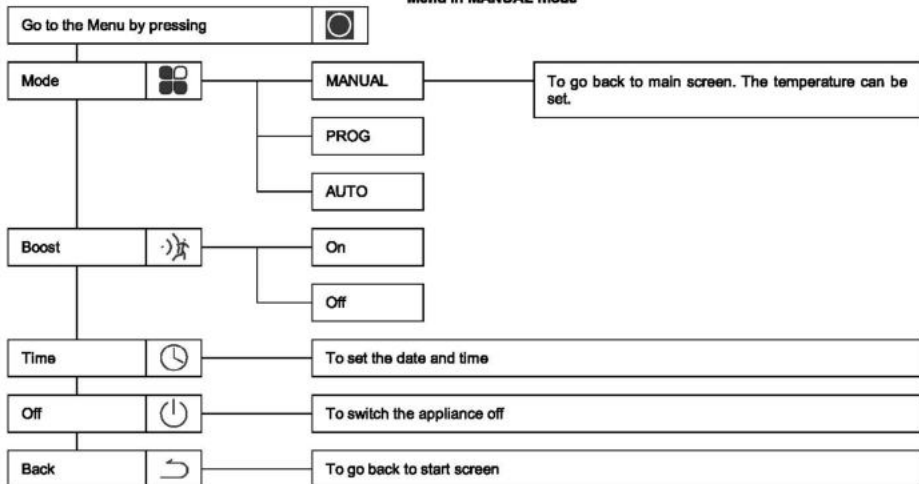 Menu in MANUAL mode
Go to the Menu by pressing
Mode
MANUAL
To go back to main screen. The temperature can be
set.
PROG
AUTO
Boost
On
Off
Time
To set the date and time
Off
To switch the appliance off
Back
To go back to start screen